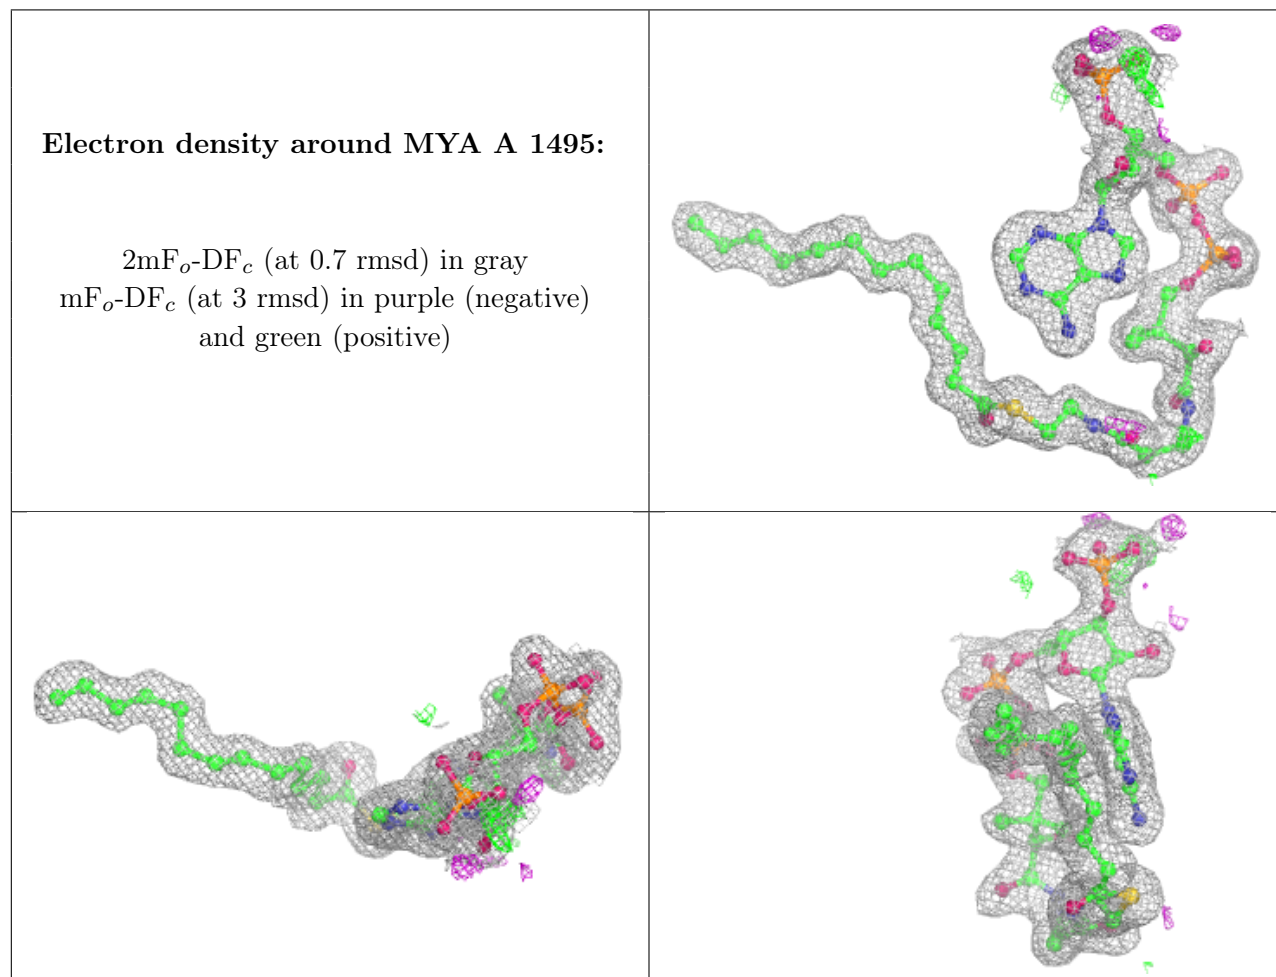 Electron density around MYA A 1495:
2mFo-DFc (at 0.7 rmsd) in gray
mFo-DFc (at 3 rmsd) in purple (negative)
and green (positive)